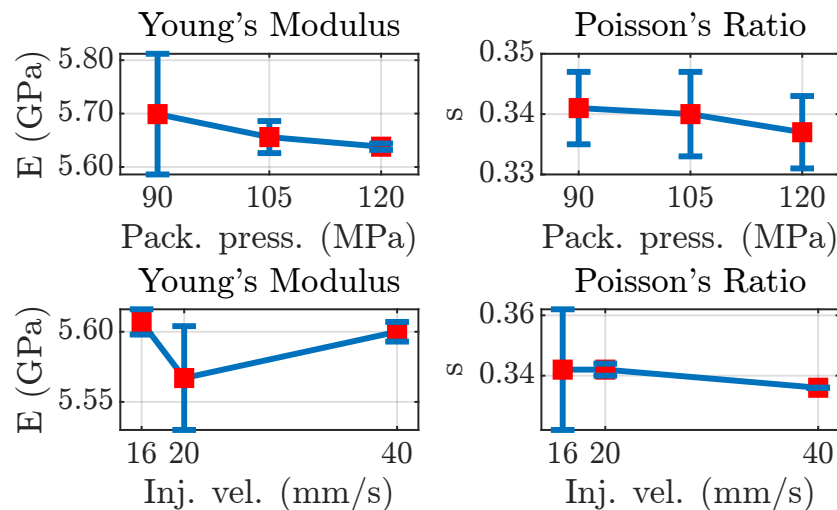 Young's Modulus
E (GPa)
5.80
5.70
5.60
90 105 120
Pack. press. (MPa)
Poisson's Ratio
s
0.35
0.34
0.33
90 105 120
Pack. press. (MPa)
Young's Modulus
E (GPa)
5.60
5.55
16 20 40
Inj. vel. (mm/s)
Poisson's Ratio
s
0.36
0.34
16 20 40
Inj. vel. (mm/s)